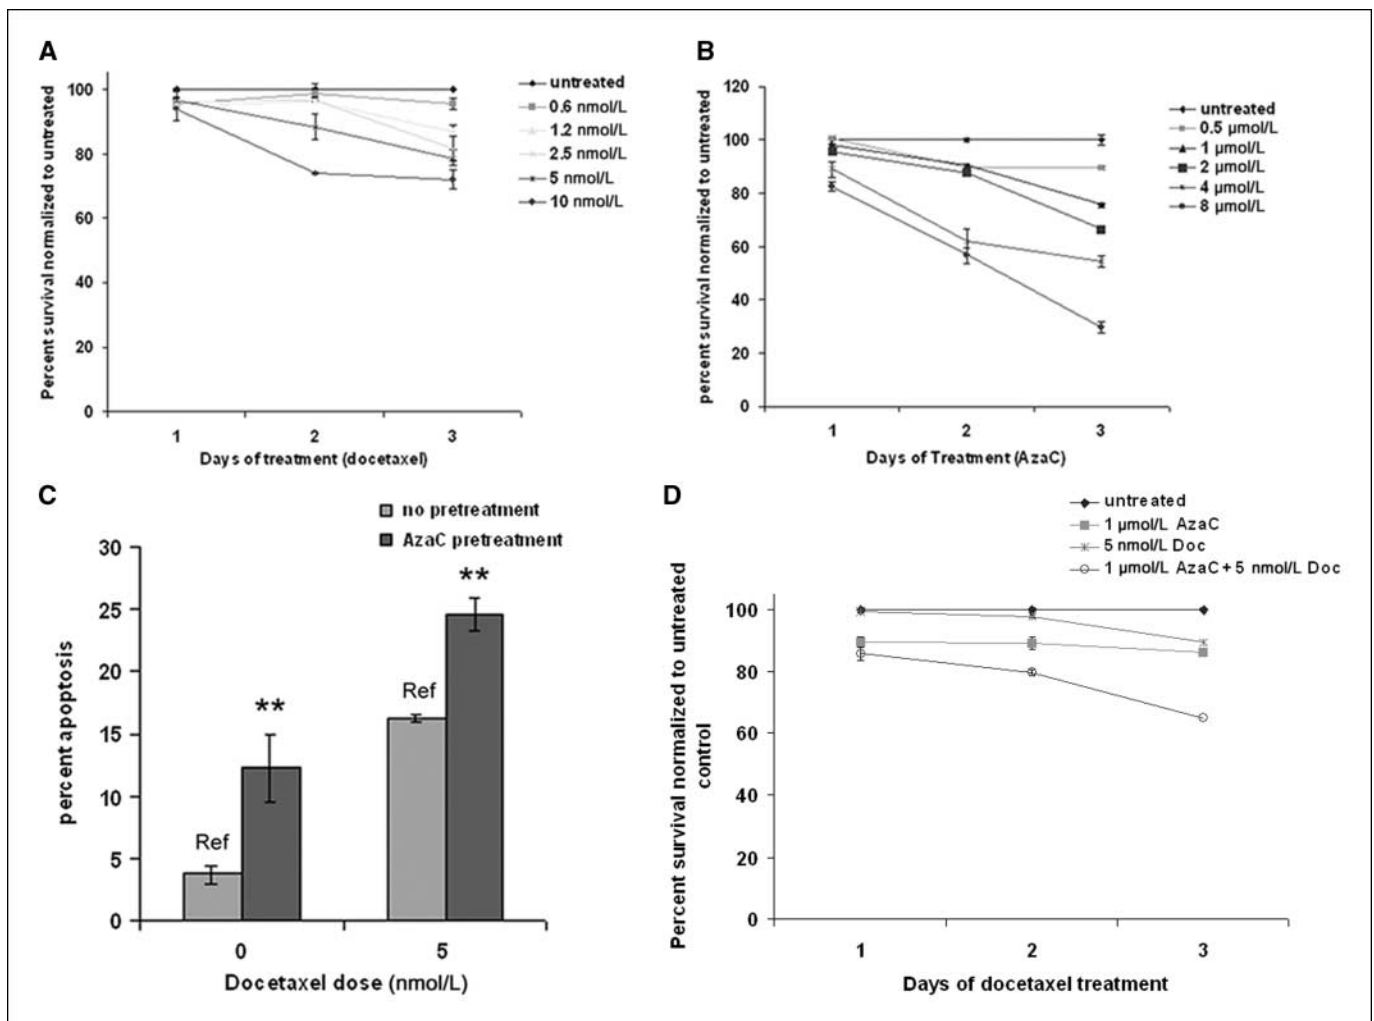 A
Percent survival normalized to untreated
100
80
60
40
20
0
1 2 3
Days of treatment (docetaxel)
untreated
0.6 nmol/L
1.2 nmol/L
2.5 nmol/L
5 nmol/L
10 nmol/L
B
percent survival normalized to untreated
120
100
80
60
40
20
0
1 2 3
Days of Treatment (AzaC)
untreated
0.5 µmol/L
1 µmol/L
2 µmol/L
4 µmol/L
8 µmol/L
C
no pretreatment
AzaC pretreatment
percent apoptosis
30
25
20
15
10
5
0
Ref
**
Ref
**
0 5
Docetaxel dose (nmol/L)
D
untreated
1 µmol/L AzaC
5 nmol/L Doc
1 µmol/L AzaC + 5 nmol/L Doc
Percent survival normalized to untreated
control
100
80
60
40
20
0
1 2 3
Days of docetaxel treatment